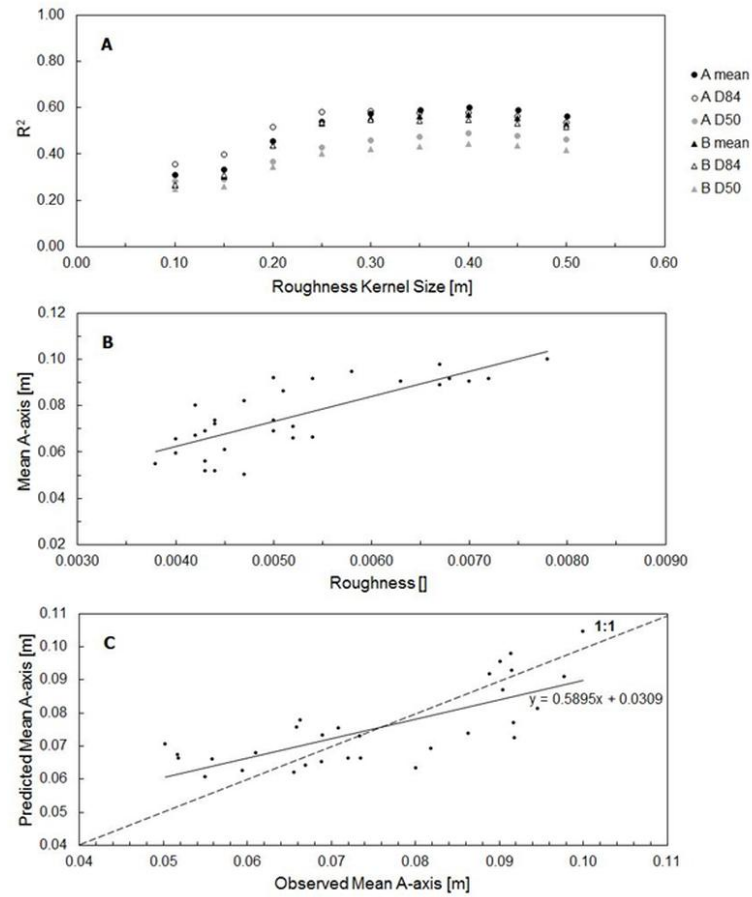 1.00
A
0.80
0.60
R²
0.40
0.20
0.00
0.00 0.10 0.20 0.30 0.40 0.50 0.60
Roughness Kernel Size [m]
A mean
A D84
A D50
B mean
B D84
B D50
0.12
B
0.10
0.08
Mean A-axis [m]
0.06
0.04
0.02
0.0030 0.0040 0.0050 0.0060 0.0070 0.0080 0.0090
Roughness []
0.11
C
1:1
0.10
0.09
y = 0.5895x + 0.0309
0.08
Predicted Mean A-axis [m]
0.07
0.06
0.05
0.04
0.04 0.05 0.06 0.07 0.08 0.09 0.10 0.11
Observed Mean A-axis [m]